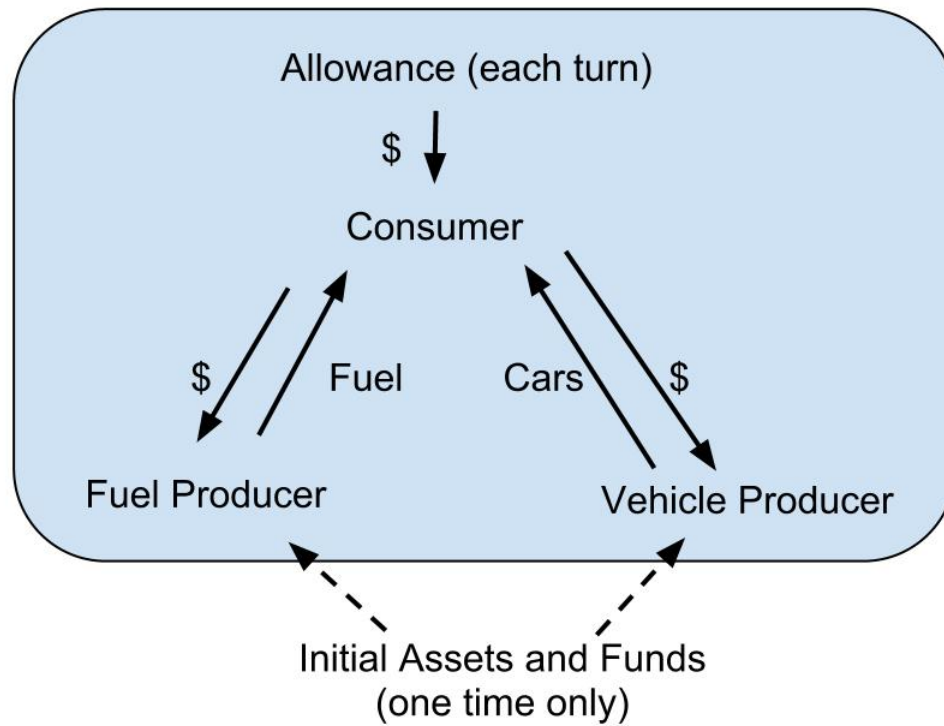 Allowance (each turn)
$
Consumer
$
Fuel
Cars
$
Fuel Producer
Vehicle Producer
Initial Assets and Funds
(one time only)